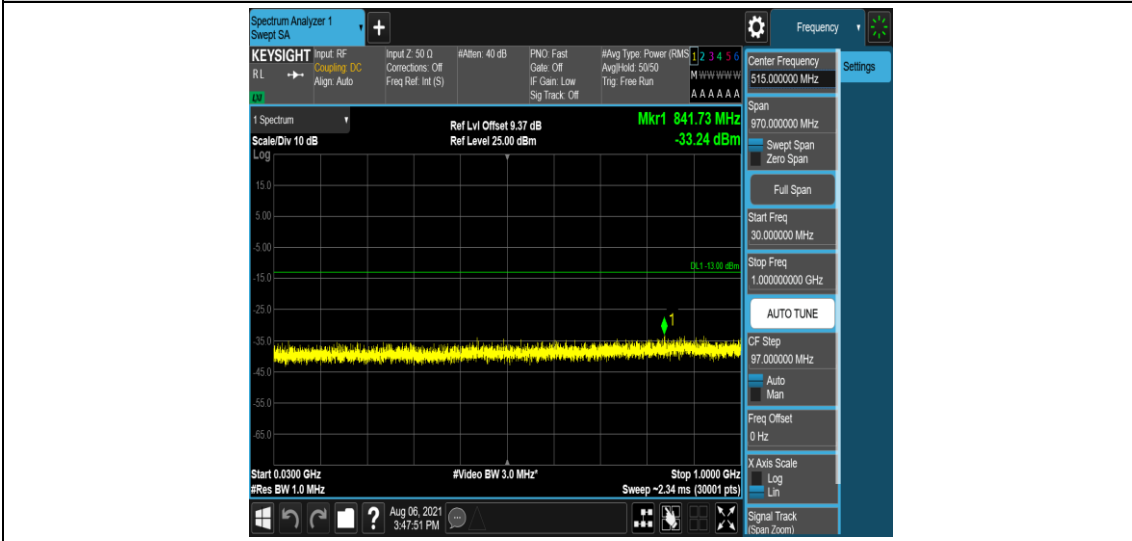 Spectrum Analyzer 1
Swept SA
+
Frequency
KEYSIGHT
RL
LXI
Input: RF
Coupling: DC
Align: Auto
Input Z: 50 Ω
Corrections: Off
Freq Ref: Int (S)
#Atten: 40 dB
PNO: Fast
Gate: Off
IF Gain: Low
Sig Track: Off
#Avg Type: Power (RMS
Avg|Hold: 50/50
Trig: Free Run
1 2 3 4 5 6
M W W W W W
A A A A A A
1 Spectrum
Scale/Div 10 dB
Log
Ref Lvl Offset 9.37 dB
Ref Level 25.00 dBm
Mkr1 841.73 MHz
-33.24 dBm
15.0
5.00
-5.00
DL1 -13.00 dBm
-15.0
-25.0
1
-35.0
-45.0
-55.0
-65.0
Start 0.0300 GHz
#Res BW 1.0 MHz
#Video BW 3.0 MHz*
Stop 1.0000 GHz
Sweep ~2.34 ms (30001 pts)
?
Aug 06, 2021
3:47:51 PM
Center Frequency
515.000000 MHz
Span
970.000000 MHz
Swept Span
Zero Span
Full Span
Start Freq
30.000000 MHz
Stop Freq
1.000000000 GHz
AUTO TUNE
CF Step
97.000000 MHz
Auto
Man
Freq Offset
0 Hz
X Axis Scale
Log
Lin
Signal Track
(Span Zoom)
Settings